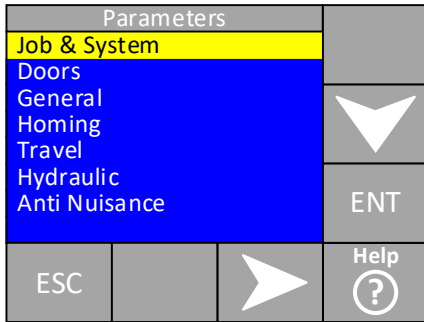 Parameters
Job & System
Doors
General
Homing
Travel
Hydraulic
Anti Nuisance
ENT
ESC
Help
?